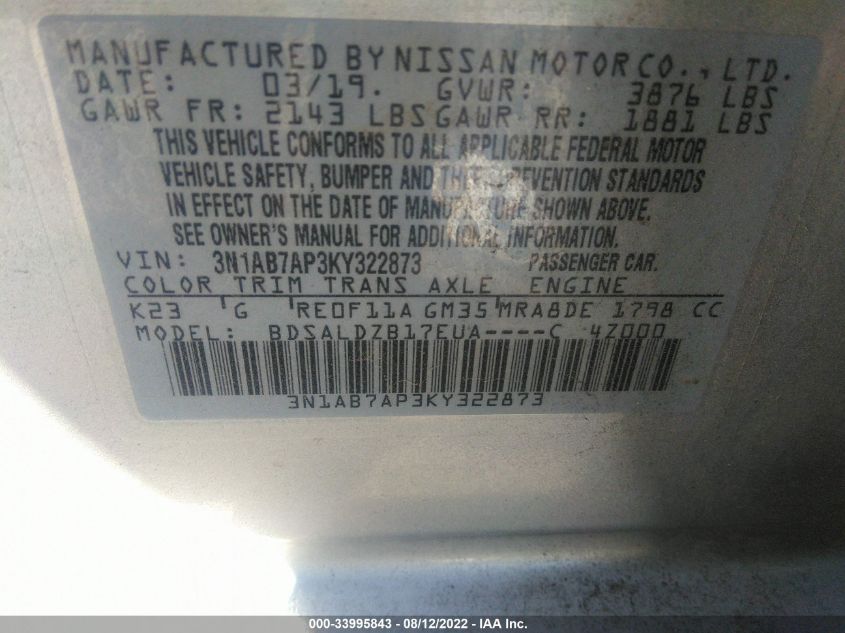 MANUFACTURED BY NISSAN MOTOR CO., LTD.
DATE: 03/19. GVWR: 3876 LBS
GAWR FR: 2143 LBS GAWR RR: 1881 LBS
THIS VEHICLE CONFORMS TO ALL APPLICABLE FEDERAL MOTOR
VEHICLE SAFETY, BUMPER AND THEFT PREVENTION STANDARDS
IN EFFECT ON THE DATE OF MANUFACTURE SHOWN ABOVE.
SEE OWNER'S MANUAL FOR ADDITIONAL INFORMATION.
VIN: 3N1AB7AP3KY322873 PASSENGER CAR.
COLOR TRIM TRANS AXLE ENGINE
K23 G RE0F11A GM35 MRA8DE 1798 CC
MODEL: BDSALDZB17EUA----C 4Z000
3N1AB7AP3KY322873
000-33995843 - 08/12/2022 - IAA Inc.